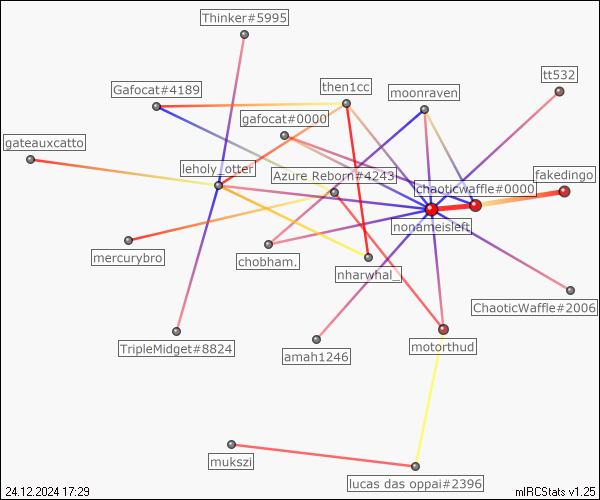 Thinker#5995
tt532
Gafocat#4189
then1cc
moonraven
gafocat#0000
gateauxcatto
leholy_otter
Azure Reborn#4243
Chaoticwaffle#0000
fakedingo
nonameisleft
mercurybro
chobham.
nharwhal_
ChaoticWaffle#2006
TripleMidget#8824
amah1246
motorthud
mukszi
lucas das oppai#2396
24.12.2024 17:29
mIRCStats v1.25